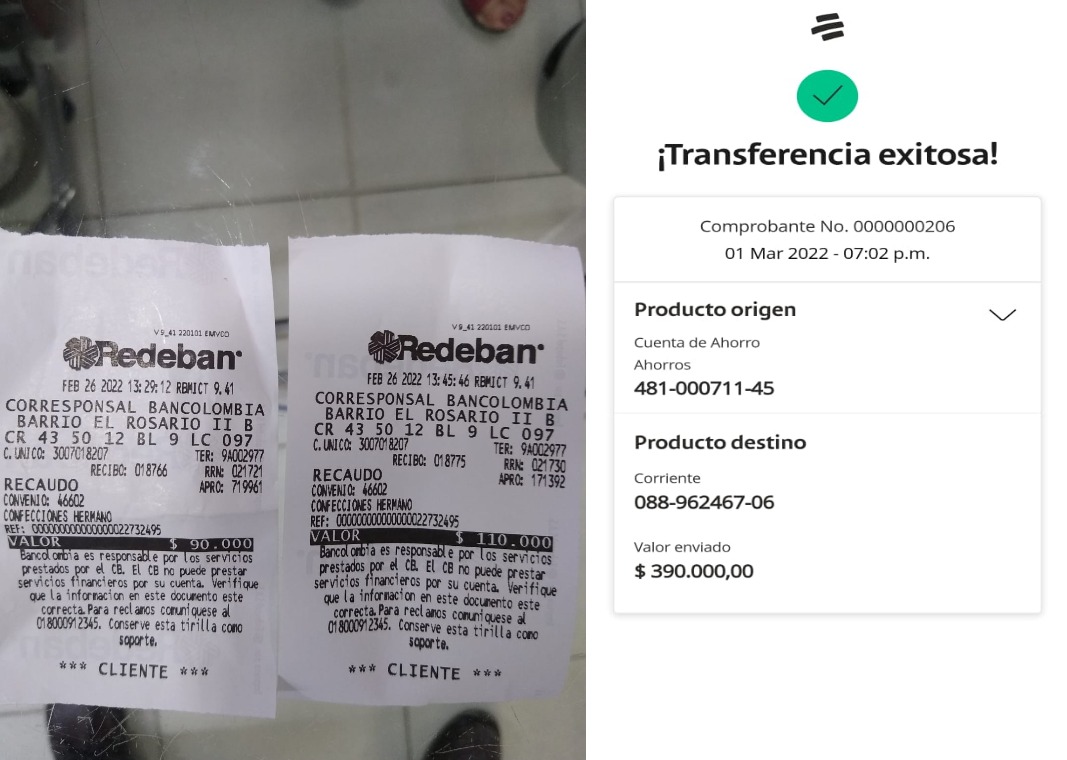 V 9_41 220101 EMVCO
Redeban
FEB 26 2022 13:29:12 RBMICT 9.41
CORRESPONSAL BANCOLOMBIA
BARRIO EL ROSARIO II B
CR 43 50 12 BL 9 LC 097
C.UNICO: 3007018207 TER: 9A002977
RECIBO: 018766 RRN: 021721
RECAUDO APRO: 719961
CONVENIO: 46602
CONFECCIONES HERMANO
REF: 00000000000000022732495
VALOR $ 90.000
Bancolombia es responsable por los servicios
prestados por el CB. El CB no puede prestar
servicios financieros por su cuenta. Verifique
que la informacion en este documento este
correcta.Para reclamos comuniquese al
018000912345. Conserve esta tirilla como
soporte.
*** CLIENTE ***
V 9_41 220101 EMVCO
Redeban
FEB 26 2022 13:45:46 RBMICT 9.41
CORRESPONSAL BANCOLOMBIA
BARRIO EL ROSARIO II B
CR 43 50 12 BL 9 LC 097
C.UNICO: 3007018207 TER: 9A002977
RECIBO: 018775 RRN: 021730
RECAUDO APRO: 171392
CONVENIO: 46602
CONFECCIONES HERMANO
REF: 00000000000000022732495
VALOR $ 110.000
Bancolombia es responsable por los servicios
prestados por el CB. El CB no puede prestar
servicios financieros por su cuenta. Verifique
que la informacion en este documento este
correcta.Para reclamos comuniquese al
018000912345. Conserve esta tirilla como
soporte.
*** CLIENTE ***
¡Transferencia exitosa!
Comprobante No. 0000000206
01 Mar 2022 - 07:02 p.m.
Producto origen
Cuenta de Ahorro
Ahorros
481-000711-45
Producto destino
Corriente
088-962467-06
Valor enviado
$ 390.000,00